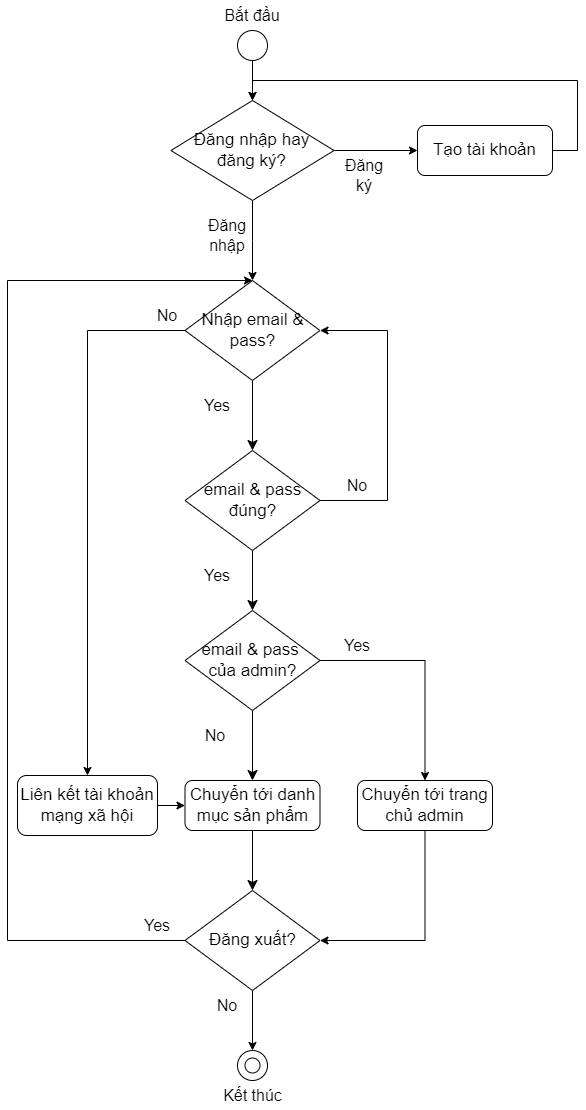 Bắt đầu
Đăng nhập hay
đăng ký?
Đăng
ký
Tạo tài khoản
Đăng
nhập
No
Nhập email &
pass?
Yes
email & pass
đúng?
No
Yes
email & pass
của admin?
Yes
No
Liên kết tài khoản
mạng xã hội
Chuyển tới danh
mục sản phẩm
Chuyển tới trang
chủ admin
Yes
Đăng xuất?
No
Kết thúc